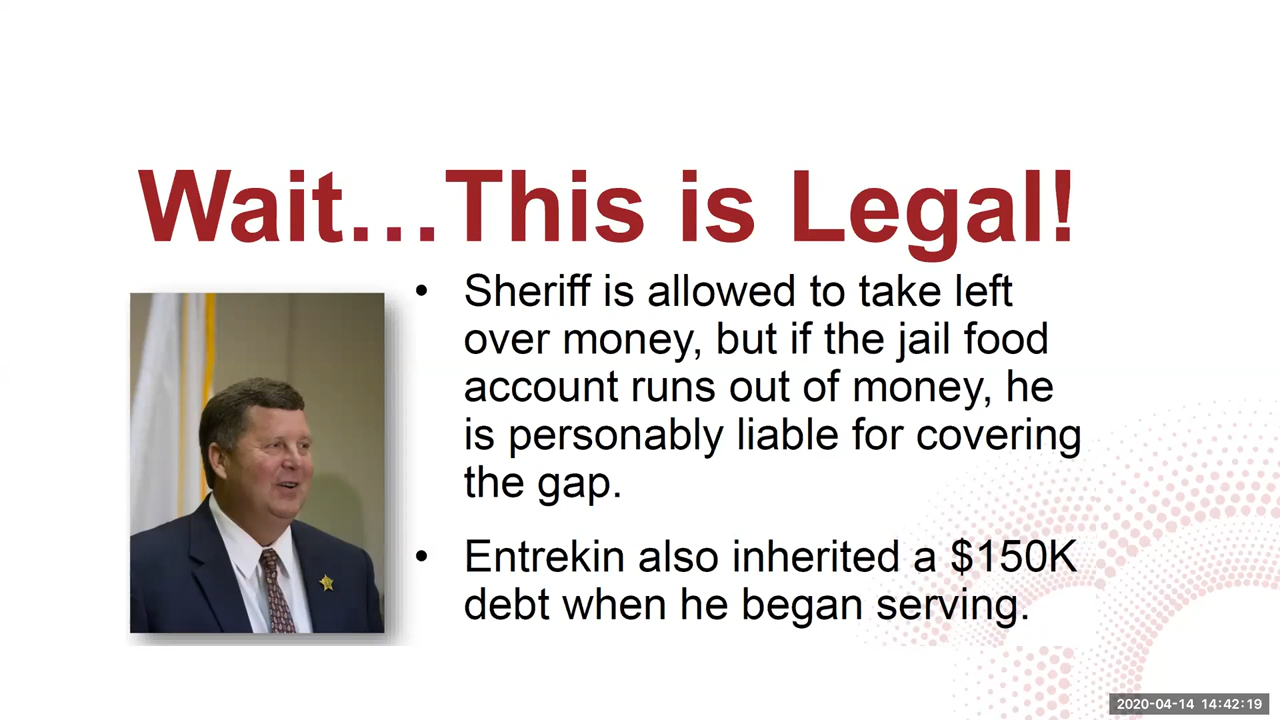 Wait…This is Legal!
• Sheriff is allowed to take left
over money, but if the jail food
account runs out of money, he
is personably liable for covering
the gap.
• Entrekin also inherited a $150K
debt when he began serving.
2020-04-14 14:42:19